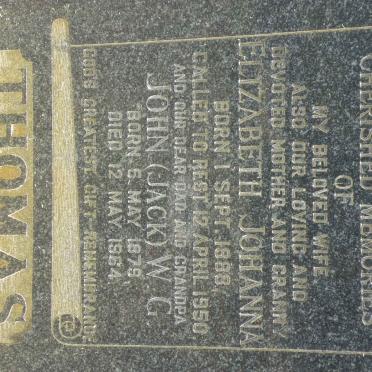 CHERISHED MEMORIES
OF
MY BELOVED WIFE
ALSO OUR LOVING AND
DEVOTED MOTHER AND GRANNY
ELIZABETH JOHANNA
BORN 1 SEPT. 1888
CALLED TO REST 12 APRIL 1950
AND OUR DEAR DAD AND GRANDPA
JOHN (JACK) W. G.
BORN 6 MAY 1879
DIED 12 MAY 1964
GOD'S GREATEST GIFT REMEMBRANCE
THOMAS